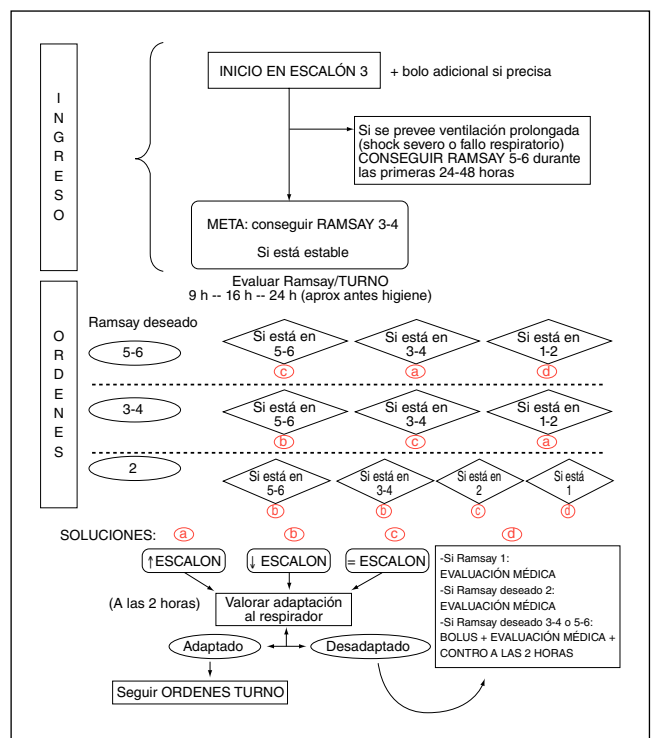 INGRESO
INICIO EN ESCALÓN 3
+ bolo adicional si precisa
Si se prevee ventilación prolongada
(shock severo o fallo respiratorio)
CONSEGUIR RAMSAY 5-6 durante
las primeras 24-48 horas
META: conseguir RAMSAY 3-4
Si está estable
Evaluar Ramsay/TURNO
9 h -- 16 h -- 24 h (aprox antes higiene)
ORDENES
Ramsay deseado
5-6
Si está en
5-6
c
Si está en
3-4
a
Si está en
1-2
d
3-4
Si está en
5-6
b
Si está en
3-4
c
Si está en
1-2
a
2
Si está en
5-6
b
Si está en
3-4
b
Si está en
2
c
Si está
1
d
SOLUCIONES:
a
b
c
d
↑ESCALON
↓ ESCALON
= ESCALON
(A las 2 horas)
Valorar adaptación
al respirador
Adaptado
Desadaptado
Seguir ORDENES TURNO
-Si Ramsay 1:
EVALUACIÓN MÉDICA
-Si Ramsay deseado 2:
EVALUACIÓN MÉDICA
-Si Ramsay deseado 3-4 o 5-6:
BOLUS + EVALUACIÓN MÉDICA +
CONTRO A LAS 2 HORAS